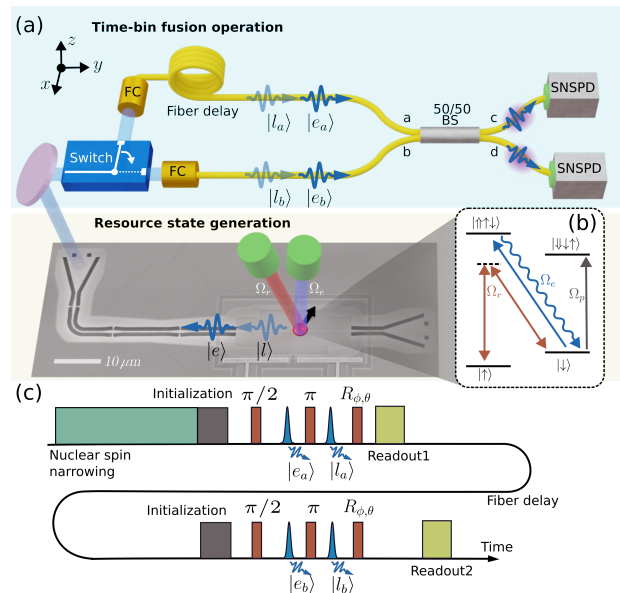 (a)
Time-bin fusion operation
z
y
x
FC
Fiber delay
|l_a⟩
|e_a⟩
a
b
50/50
BS
c
d
SNSPD
SNSPD
Switch
FC
|l_b⟩
|e_b⟩
Resource state generation
Ω_r
Ω_e
|e⟩
|l⟩
10 μm
(b)
|⇑↑↓⟩
|⇓↓↑⟩
Ω_e
Ω_r
Ω_p
|↑⟩
|↓⟩
(c)
Initialization
π/2
π
R_{ϕ,θ}
Nuclear spin
narrowing
|e_a⟩
|l_a⟩
Readout1
Fiber delay
Initialization
π/2
π
R_{ϕ,θ}
Time
|e_b⟩
|l_b⟩
Readout2